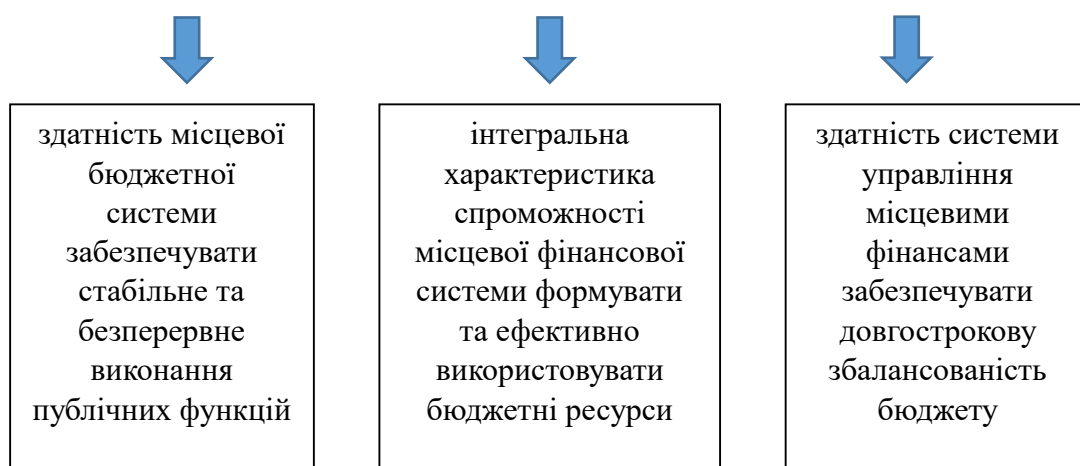 здатність місцевої
бюджетної
системи
забезпечувати
стабільне та
безперервне
виконання
публічних функцій
інтегральна
характеристика
спроможності
місцевої фінансової
системи формувати
та ефективно
використовувати
бюджетні ресурси
здатність системи
управління
місцевими
фінансами
забезпечувати
довгострокову
збалансованість
бюджету